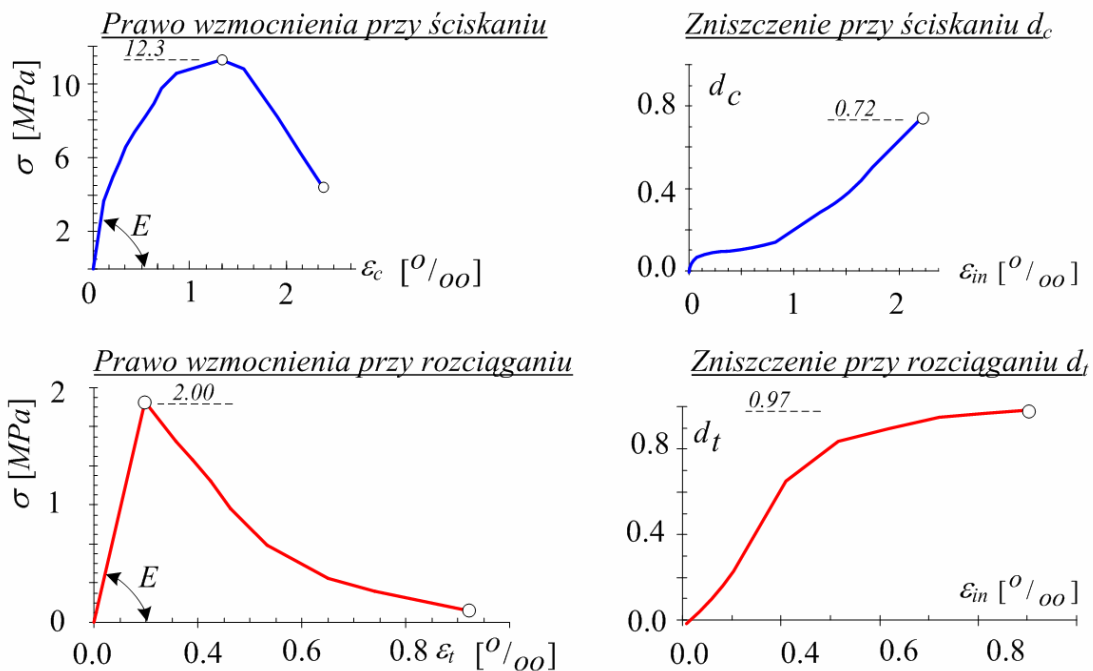 Prawo wzmocnienia przy ściskaniu
12.3
10
6
2
σ [MPa]
E
0
1
2
εc [o/oo]
Zniszczenie przy ściskaniu dc
0.8
0.4
0.0
dc
0.72
0
1
2
εin [o/oo]
Prawo wzmocnienia przy rozciąganiu
2
1
0
σ [MPa]
2.00
E
0.0
0.4
0.8
εt [o/oo]
Zniszczenie przy rozciąganiu dt
0.97
0.8
0.4
0.0
dt
εin [o/oo]
0.0
0.4
0.8